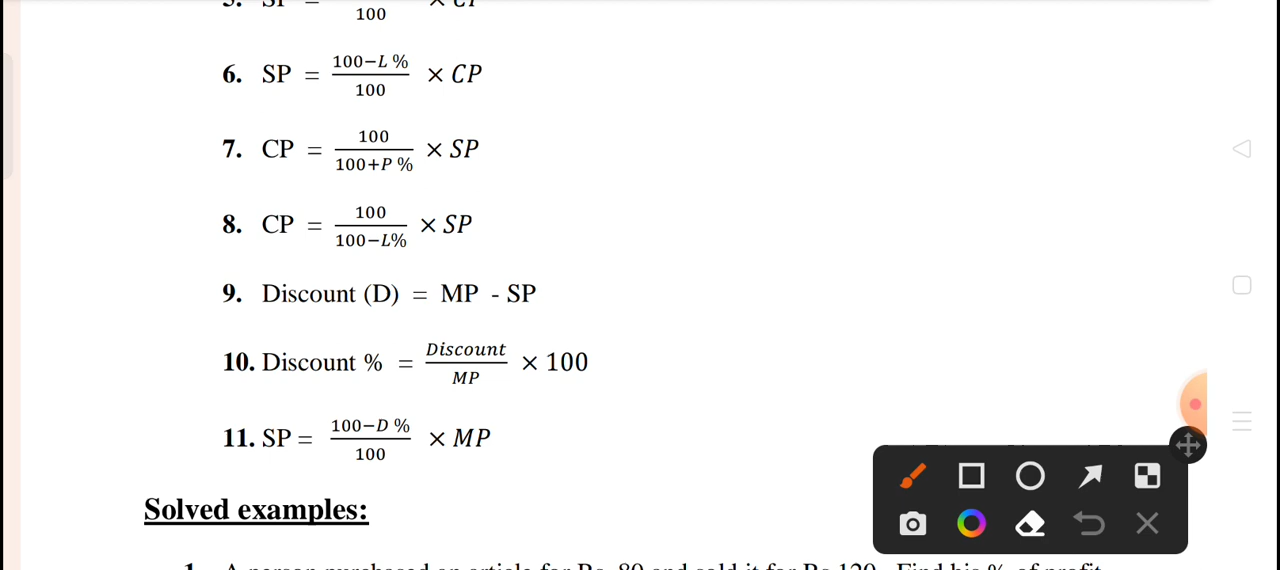 100
6. SP = 100−L % / 100 × CP
7. CP = 100 / 100+P % × SP
8. CP = 100 / 100−L% × SP
9. Discount (D) = MP - SP
10. Discount % = Discount / MP × 100
11. SP = 100−D % / 100 × MP
Solved examples: